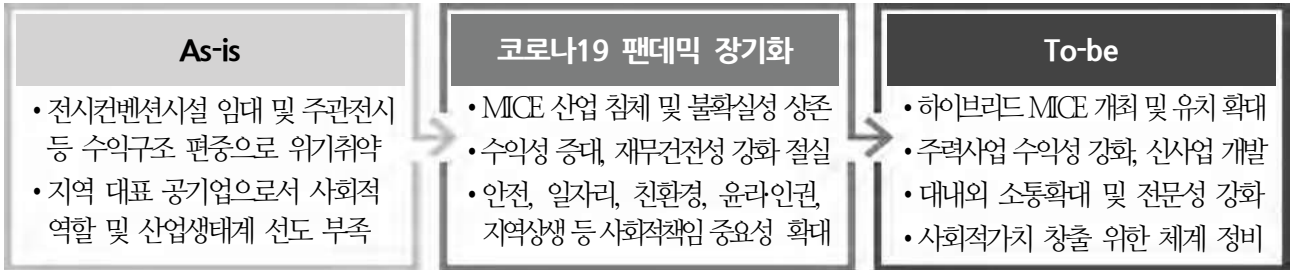 As-is
• 전시컨벤션시설 임대 및 주관전시
등 수익구조 편중으로 위기취약
• 지역 대표 공기업으로서 사회적
역할 및 산업생태계 선도 부족
코로나19 팬데믹 장기화
• MICE 산업 침체 및 불확실성 상존
• 수익성 증대, 재무건전성 강화 절실
• 안전, 일자리, 친환경, 윤리·인권,
지역상생 등 사회적책임 중요성 확대
To-be
• 하이브리드 MICE 개최 및 유치 확대
• 주력사업 수익성 강화, 신사업 개발
• 대내외 소통확대 및 전문성 강화
• 사회적가치 창출 위한 체계 정비